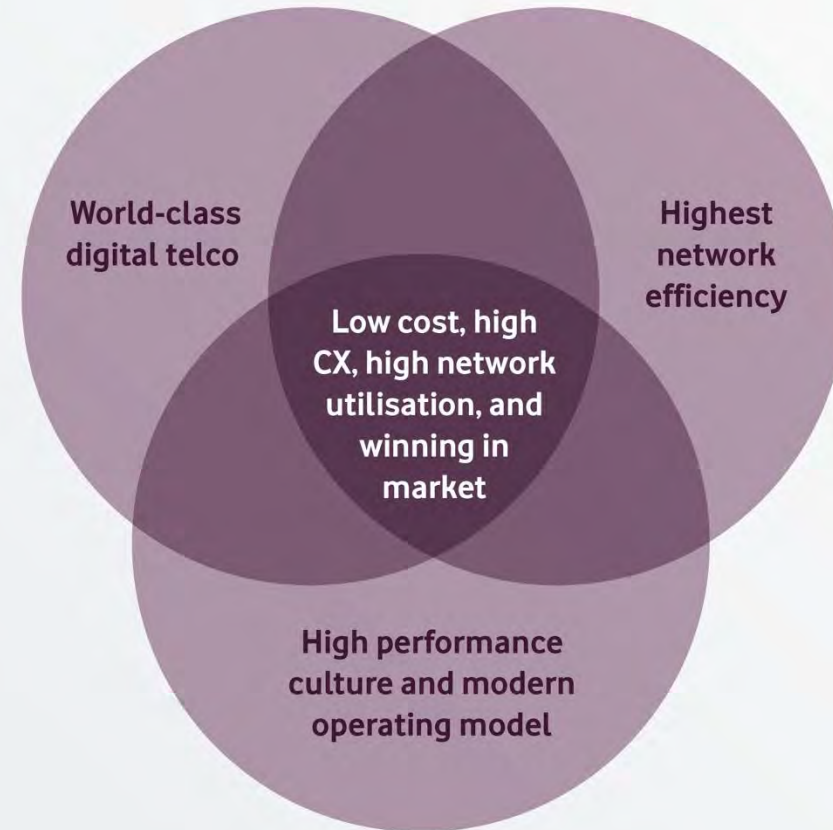 World-class
digital telco
Highest
network
efficiency
Low cost, high
CX, high network
utilisation, and
winning in
market
High performance
culture and modern
operating model